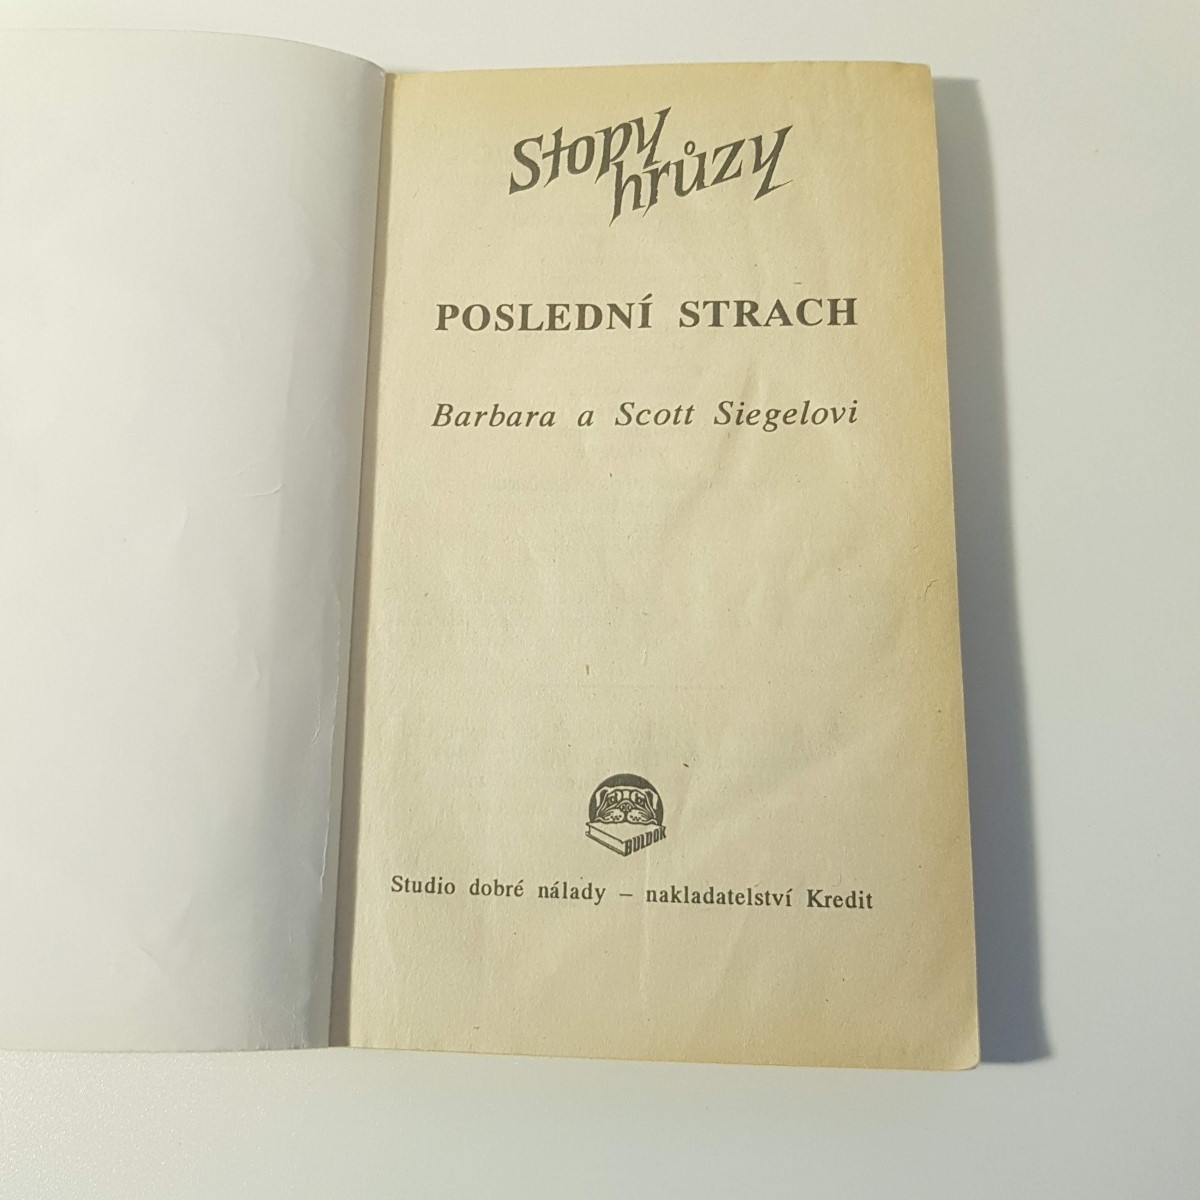 Stopy
hrůzy
POSLEDNÍ STRACH
Barbara a Scott Siegelovi
BULDOK
Studio dobré nálady – nakladatelství Kredit